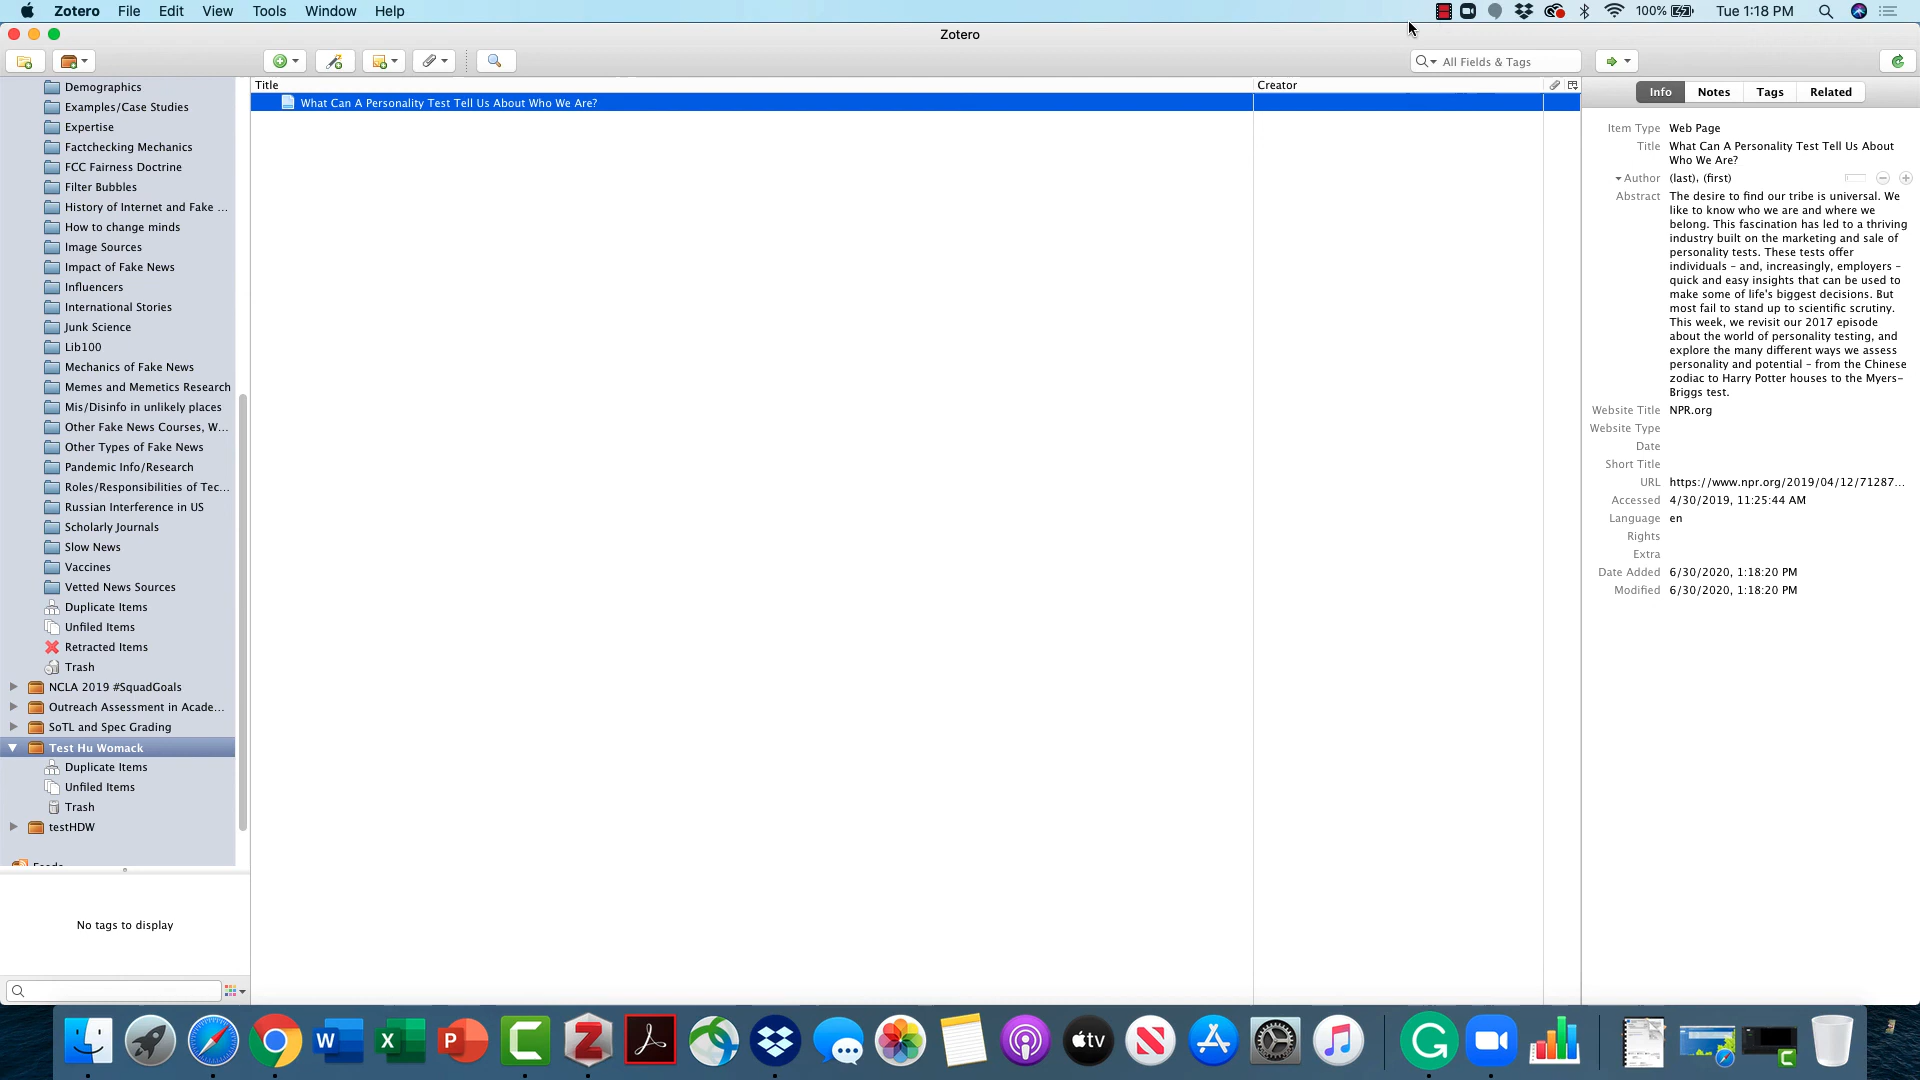 Zotero File Edit View Tools Window Help 100% Tue 1:18 PM
Zotero
All Fields & Tags
Demographics
Examples/Case Studies
Expertise
Factchecking Mechanics
FCC Fairness Doctrine
Filter Bubbles
History of Internet and Fake ...
How to change minds
Image Sources
Impact of Fake News
Influencers
International Stories
Junk Science
Lib100
Mechanics of Fake News
Memes and Memetics Research
Mis/Disinfo in unlikely places
Other Fake News Courses, W...
Other Types of Fake News
Pandemic Info/Research
Roles/Responsibilities of Tec...
Russian Interference in US
Scholarly Journals
Slow News
Vaccines
Vetted News Sources
Duplicate Items
Unfiled Items
Retracted Items
Trash
NCLA 2019 #SquadGoals
Outreach Assessment in Acade...
SoTL and Spec Grading
Test Hu Womack
Duplicate Items
Unfiled Items
Trash
testHDW
Feeds
No tags to display
Title Creator
What Can A Personality Test Tell Us About Who We Are?
Info Notes Tags Related
Item Type Web Page
Title What Can A Personality Test Tell Us About
Who We Are?
Author (last), (first)
Abstract The desire to find our tribe is universal. We
like to know who we are and where we
belong. This fascination has led to a thriving
industry built on the marketing and sale of
personality tests. These tests offer
individuals – and, increasingly, employers –
quick and easy insights that can be used to
make some of life's biggest decisions. But
most fail to stand up to scientific scrutiny.
This week, we revisit our 2017 episode
about the world of personality testing, and
explore the many different ways we assess
personality and potential – from the Chinese
zodiac to Harry Potter houses to the Myers-
Briggs test.
Website Title NPR.org
Website Type
Date
Short Title
URL https://www.npr.org/2019/04/12/71287...
Accessed 4/30/2019, 11:25:44 AM
Language en
Rights
Extra
Date Added 6/30/2020, 1:18:20 PM
Modified 6/30/2020, 1:18:20 PM
W X P C Z N tv G